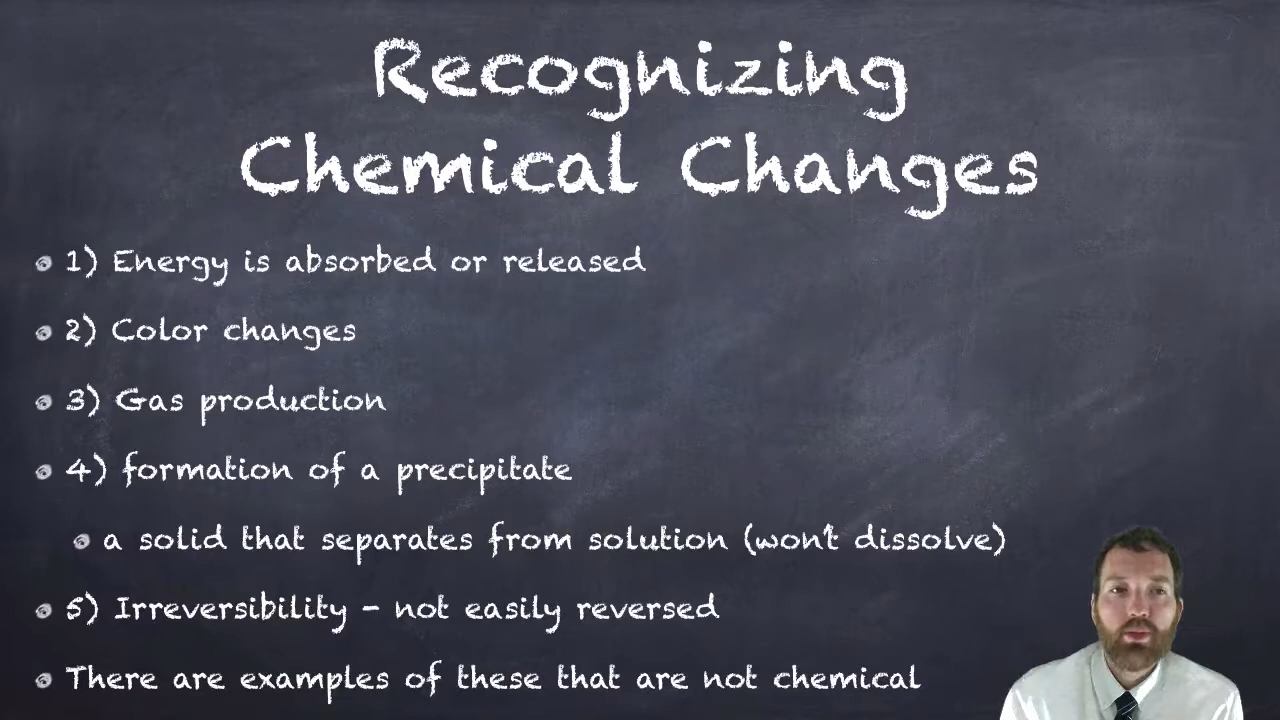 Recognizing
Chemical Changes
1) Energy is absorbed or released
2) Color changes
3) Gas production
4) formation of a precipitate
a solid that separates from solution (won't dissolve)
5) Irreversibility - not easily reversed
There are examples of these that are not chemical